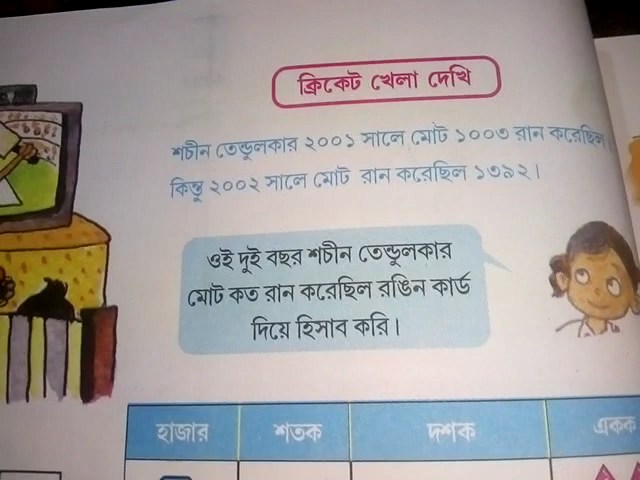 ক্রিকেট খেলা দেখি
শচীন তেন্ডুলকার ২০০১ সালে মোট ১০০৩ রান করেছিল
কিন্তু ২০০২ সালে মোট রান করেছিল ১৩৯২।
ওই দুই বছর শচীন তেন্ডুলকার
মোট কত রান করেছিল রঙিন কার্ড
দিয়ে হিসাব করি।
হাজার শতক দশক একক